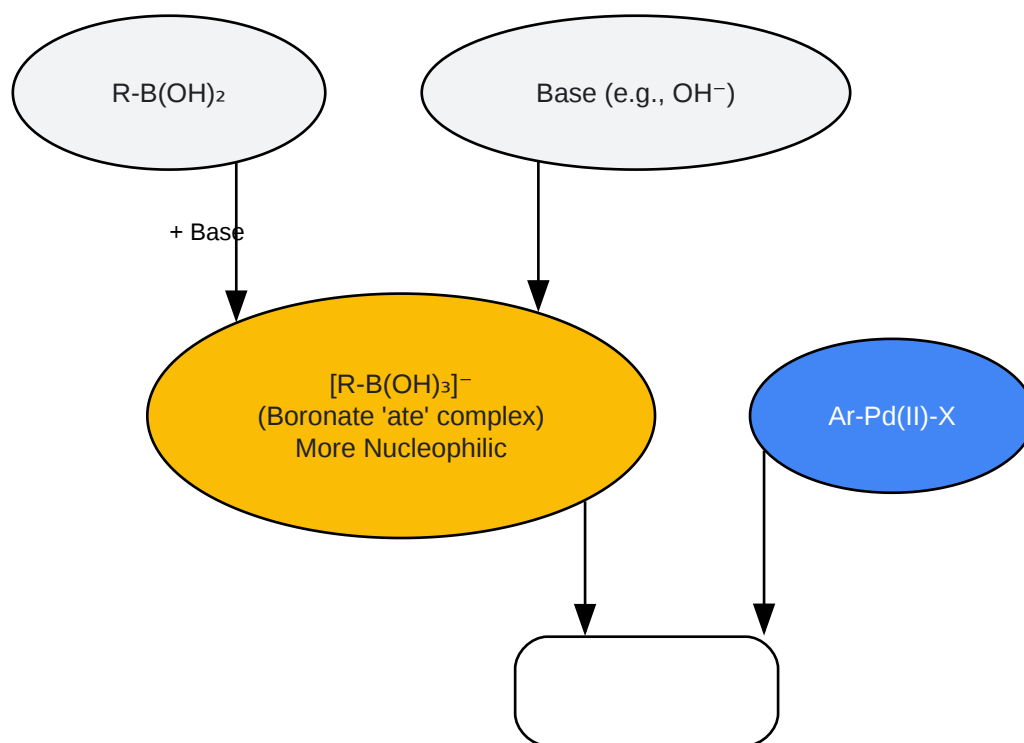 R-B(OH)₂
Base (e.g., OH⁻)
+ Base
[R-B(OH)₃]⁻
(Boronate 'ate' complex)
More Nucleophilic
Ar-Pd(II)-X